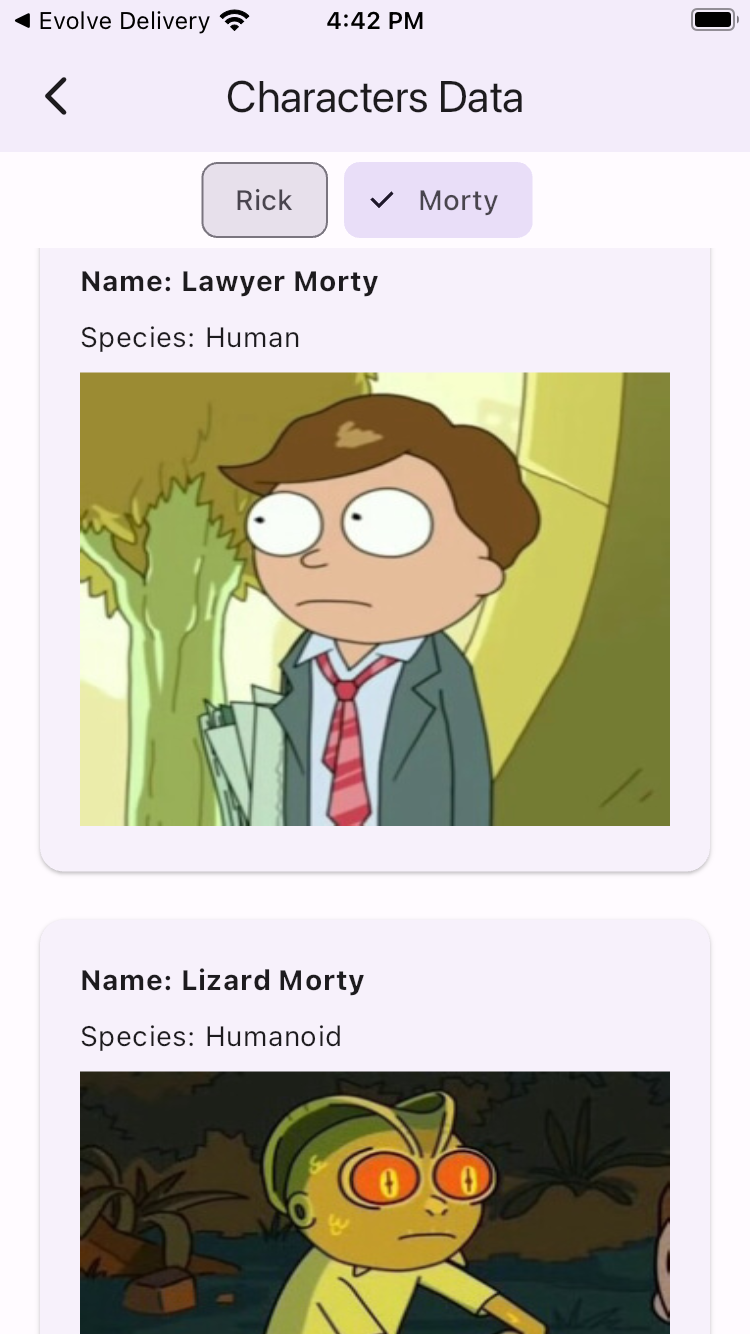 ◀ Evolve Delivery 4:42 PM
Characters Data
Rick ✓ Morty
Name: Lawyer Morty
Species: Human
Name: Lizard Morty
Species: Humanoid